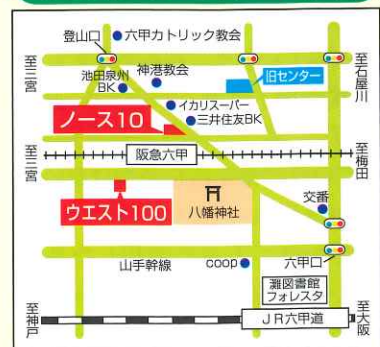 登山口
六甲カトリック教会
至三宮
池田泉州
BK
神港教会
旧センター
至石屋川
イカリスーパー
三井住友BK
ノース10
至三宮
阪急六甲
至梅田
ウエスト100
八幡神社
交番
山手幹線
coop
六甲口
灘図書館
フォレスタ
至神戸
JR六甲道
至大阪